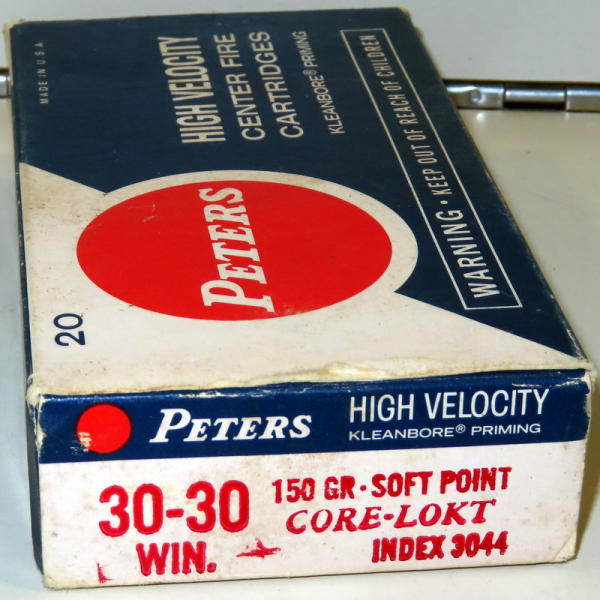 MADE IN U.S.A.
HIGH VELOCITY
CENTER FIRE
CARTRIDGES
KLEANBORE® PRIMING
WARNING • KEEP OUT OF REACH OF CHILDREN
PETERS
20
PETERS
HIGH VELOCITY
KLEANBORE® PRIMING
30-30
WIN.
150 GR • SOFT POINT
CORE-LOKT
INDEX 3044